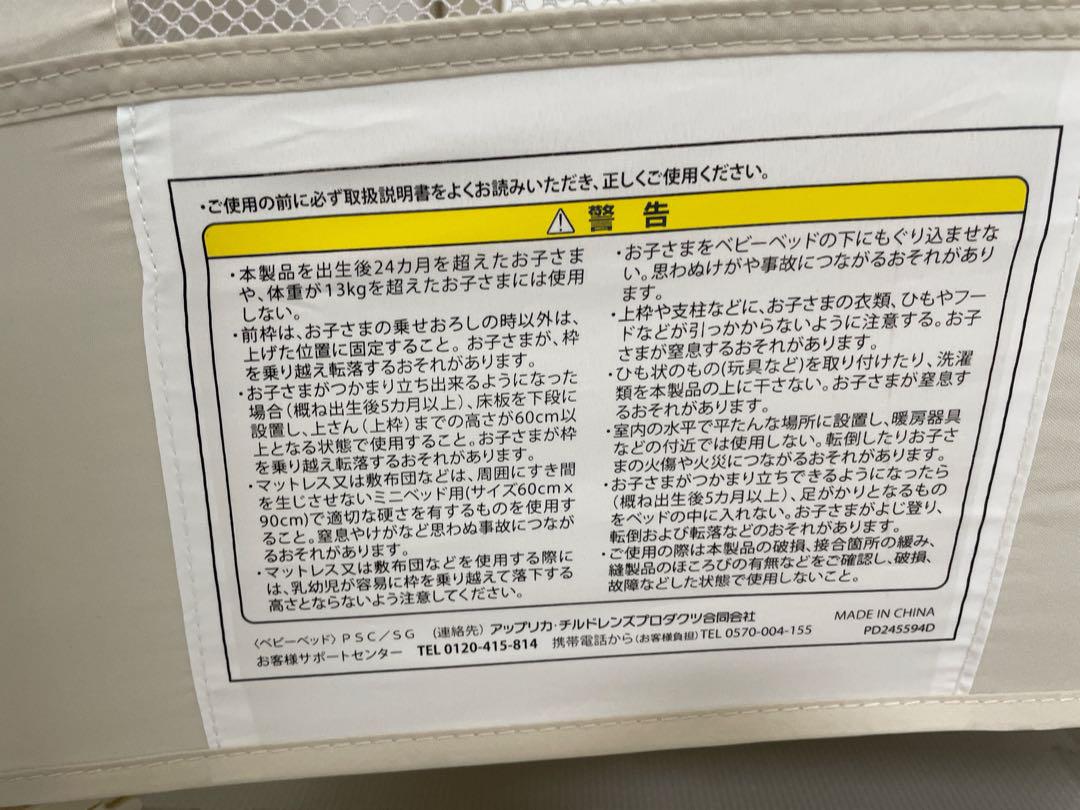 ・ご使用の前に必ず取扱説明書をよくお読みいただき、正しくご使用ください。
警告
・本製品を出生後24カ月を超えたお子さま
や、体重が13kgを超えたお子さまには使用
しない。
・前枠は、お子さまの乗せおろしの時以外は、
上げた位置に固定すること。お子さまが、枠
を乗り越え転落するおそれがあります。
・お子さまがつかまり立ち出来るようになった
場合（概ね出生後5カ月以上）、床板を下段に
設置し、上さん（上枠）までの高さが60cm以
上となる状態で使用すること。お子さまが枠
を乗り越え転落するおそれがあります。
・マットレス又は敷布団などは、周囲にすき間
を生じさせないミニベッド用(サイズ60cm×
90cm)で適切な硬さを有するものを使用す
ること。窒息やけがなど思わぬ事故につなが
るおそれがあります。
・マットレス又は敷布団などを使用する際に
は、乳幼児が容易に枠を乗り越えて落下する
高さとならないよう注意してください。
・お子さまをベビーベッドの下にもぐり込ませな
い。思わぬけがや事故につながるおそれがあり
ます。
・上枠や支柱などに、お子さまの衣類、ひもやフー
ドなどが引っかからないように注意する。お子
さまが窒息するおそれがあります。
・ひも状のもの(玩具など)を取り付けたり、洗濯
類を本製品の上に干さない。お子さまが窒息す
るおそれがあります。
・室内の水平で平たんな場所に設置し、暖房器具
などの付近では使用しない。転倒したりお子さ
まの火傷や火災につながるおそれがあります。
・お子さまがつかまり立ちできるようになったら
（概ね出生後5カ月以上）、足がかりとなるもの
をベッドの中に入れない。お子さまがよじ登り、
転倒および転落などのおそれがあります。
・ご使用の際は本製品の破損、接合箇所の緩み、
縫製品のほころびの有無などをご確認し、破損、
故障などした状態で使用しないこと。
〈ベビーベッド〉PSC／SG （連絡先）アップリカ・チルドレンズプロダクツ合同会社 MADE IN CHINA
お客様サポートセンター TEL 0120-415-814 携帯電話から(お客様負担)TEL 0570-004-155 PD245594D